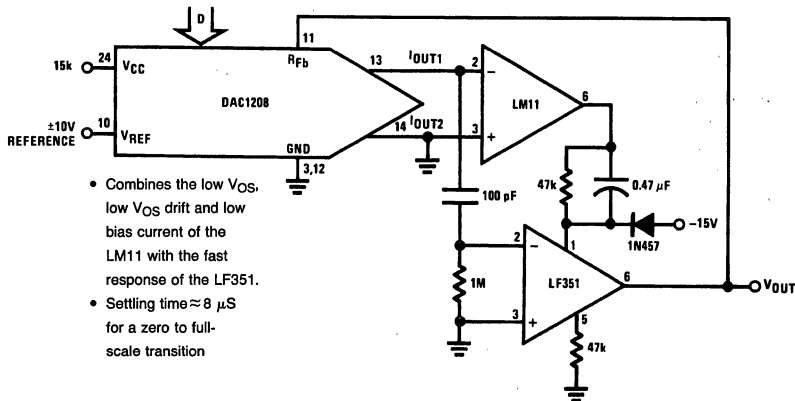 D
11
24
15k
VCC
RFb
13
IOUT1
2
−
6
DAC1208
LM11
±10V
REFERENCE
10
VREF
14
IOUT2
3
+
GND
3,12
• Combines the low VOS,
low VOS drift and low
bias current of the
LM11 with the fast
response of the LF351.
• Settling time ≈ 8 μS
for a zero to full-
scale transition
100 pF
47k
0.47 μF
−15V
1N457
1
2
−
1M
LF351
6
VOUT
3
+
5
47k